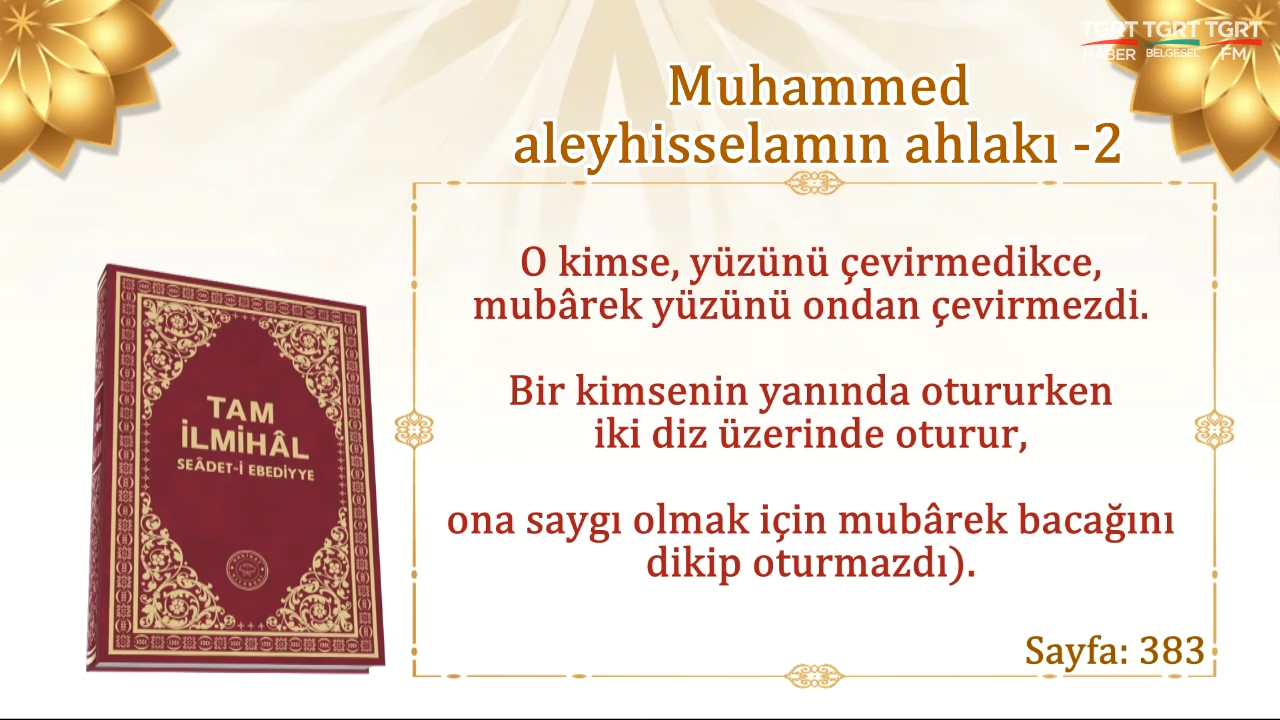 TGRT TGRT TGRT
HABER BELGESEL FM
Muhammed
aleyhisselamın ahlakı -2
O kimse, yüzünü çevirmedikce,
mubârek yüzünü ondan çevirmezdi.
Bir kimsenin yanında otururken
iki diz üzerinde oturur,
ona saygı olmak için mubârek bacağını
dikip oturmazdı).
Sayfa: 383
TAM
İLMİHÂL
SEÂDET-İ EBEDİYYE